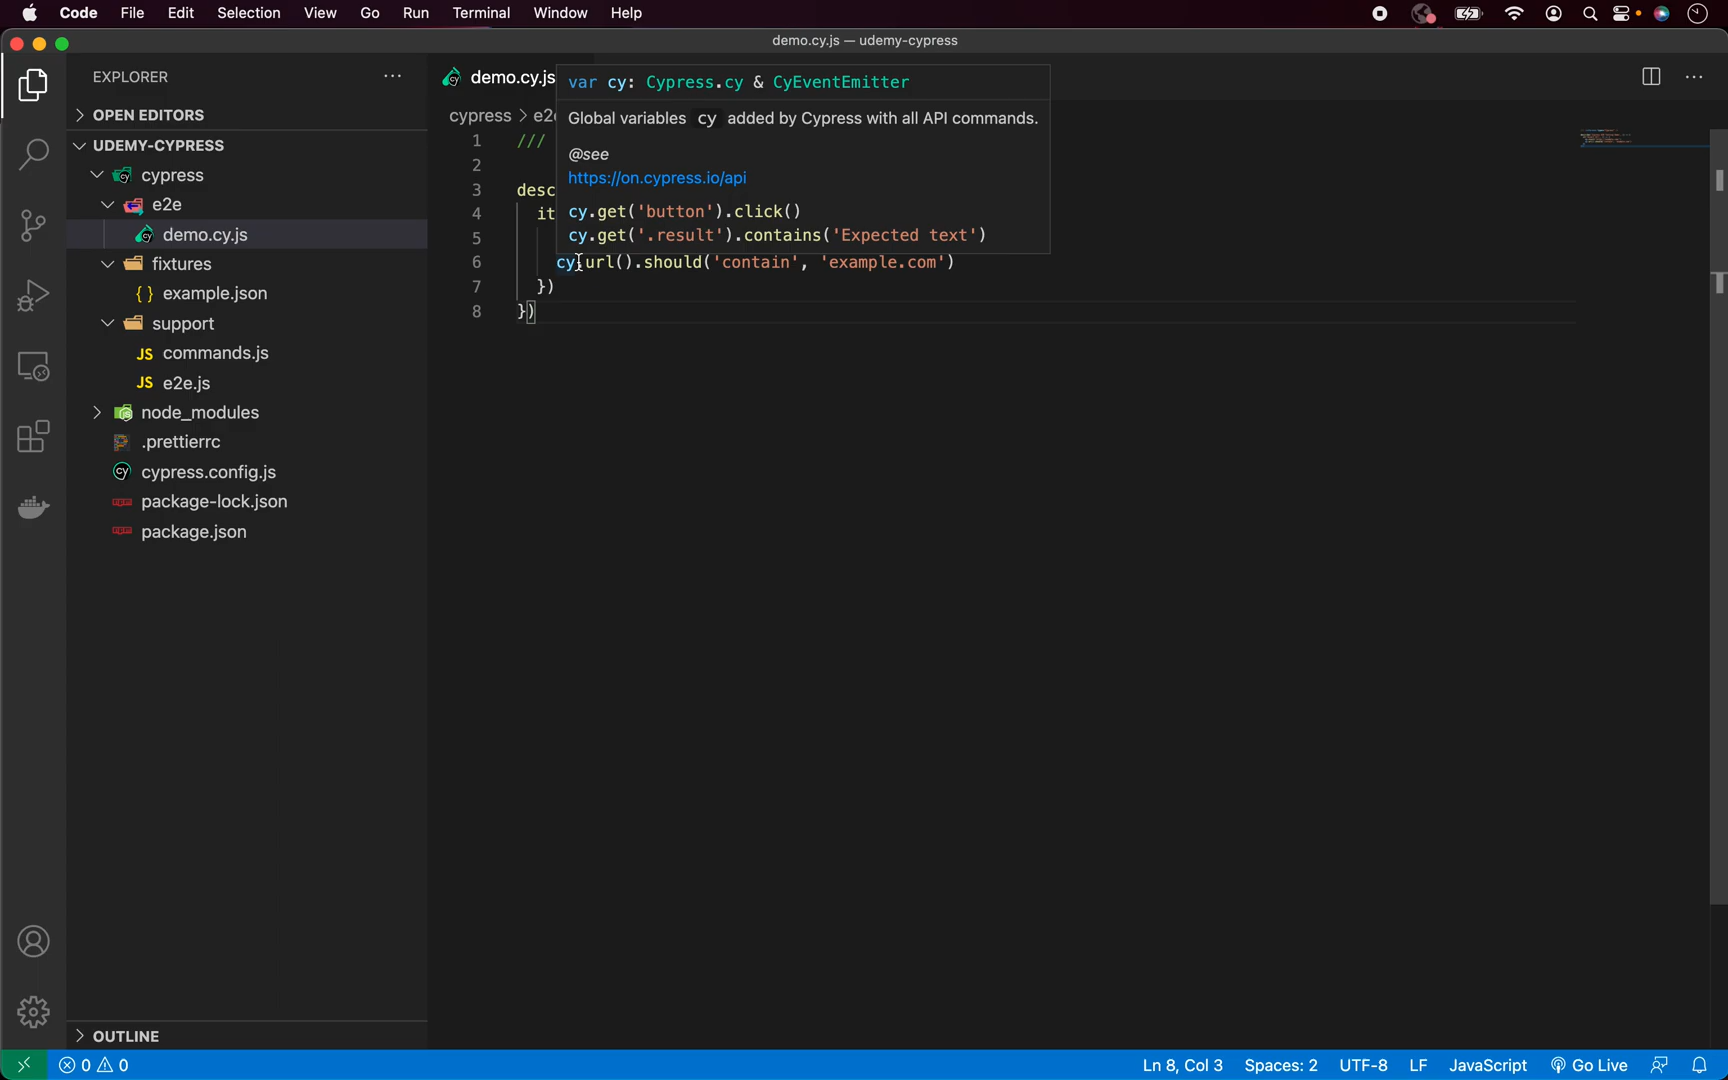 Code File Edit Selection View Go Run Terminal Window Help
demo.cy.js — udemy-cypress
EXPLORER
OPEN EDITORS
UDEMY-CYPRESS
cypress
e2e
demo.cy.js
fixtures
{ } example.json
support
JS commands.js
JS e2e.js
node_modules
.prettierrc
cypress.config.js
package-lock.json
package.json
OUTLINE
demo.cy.js
cypress > e2e
var cy: Cypress.cy & CyEventEmitter
Global variables cy added by Cypress with all API commands.
@see
https://on.cypress.io/api
cy.get('button').click()
cy.get('.result').contains('Expected text')
1 ///
2
3 desc
4 it
5
6 cy.url().should('contain', 'example.com')
7 })
8 })
0 0
Ln 8, Col 3 Spaces: 2 UTF-8 LF JavaScript Go Live